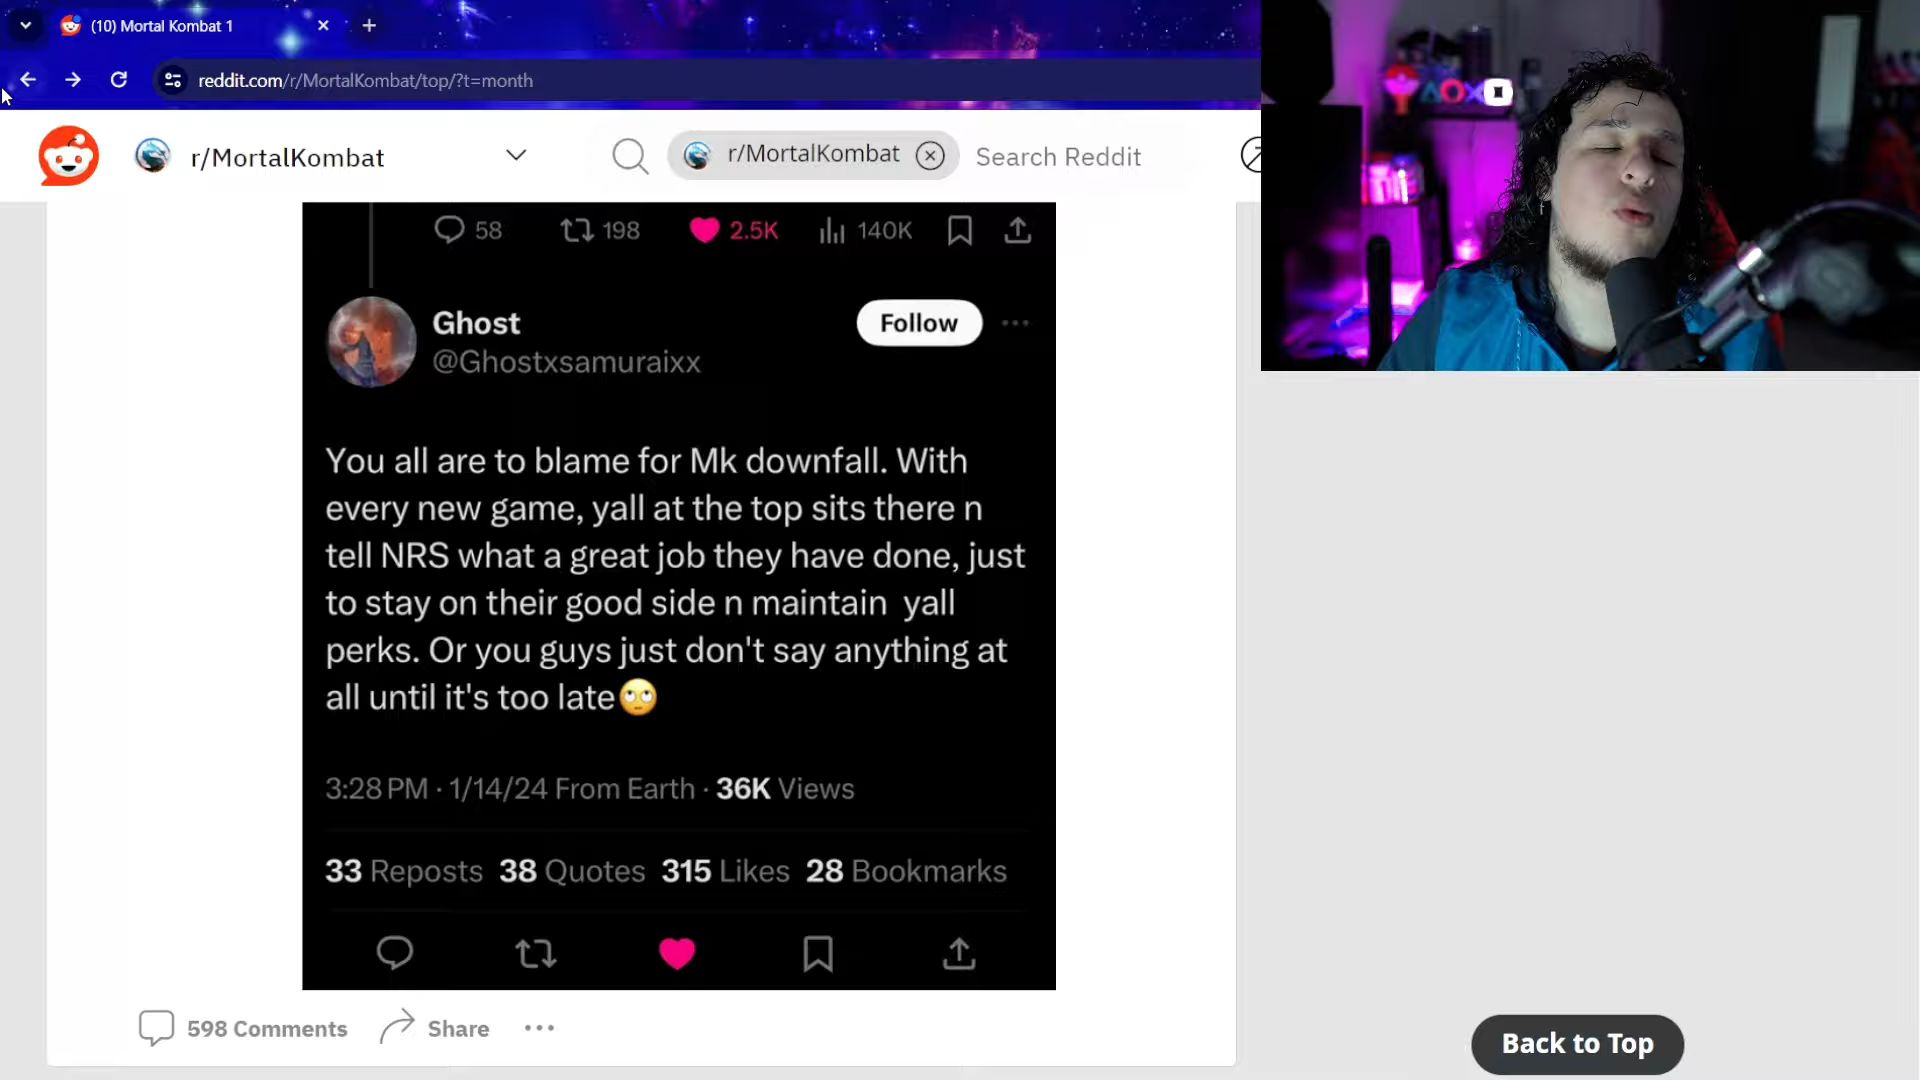 (10) Mortal Kombat 1
reddit.com/r/MortalKombat/top/?t=month
r/MortalKombat
r/MortalKombat
Search Reddit
58
198
2.5K
140K
Ghost
@Ghostxsamuraixx
Follow
You all are to blame for Mk downfall. With
every new game, yall at the top sits there n
tell NRS what a great job they have done, just
to stay on their good side n maintain yall
perks. Or you guys just don't say anything at
all until it's too late🙄
3:28 PM · 1/14/24 From Earth · 36K Views
33 Reposts 38 Quotes 315 Likes 28 Bookmarks
598 Comments
Share
Back to Top